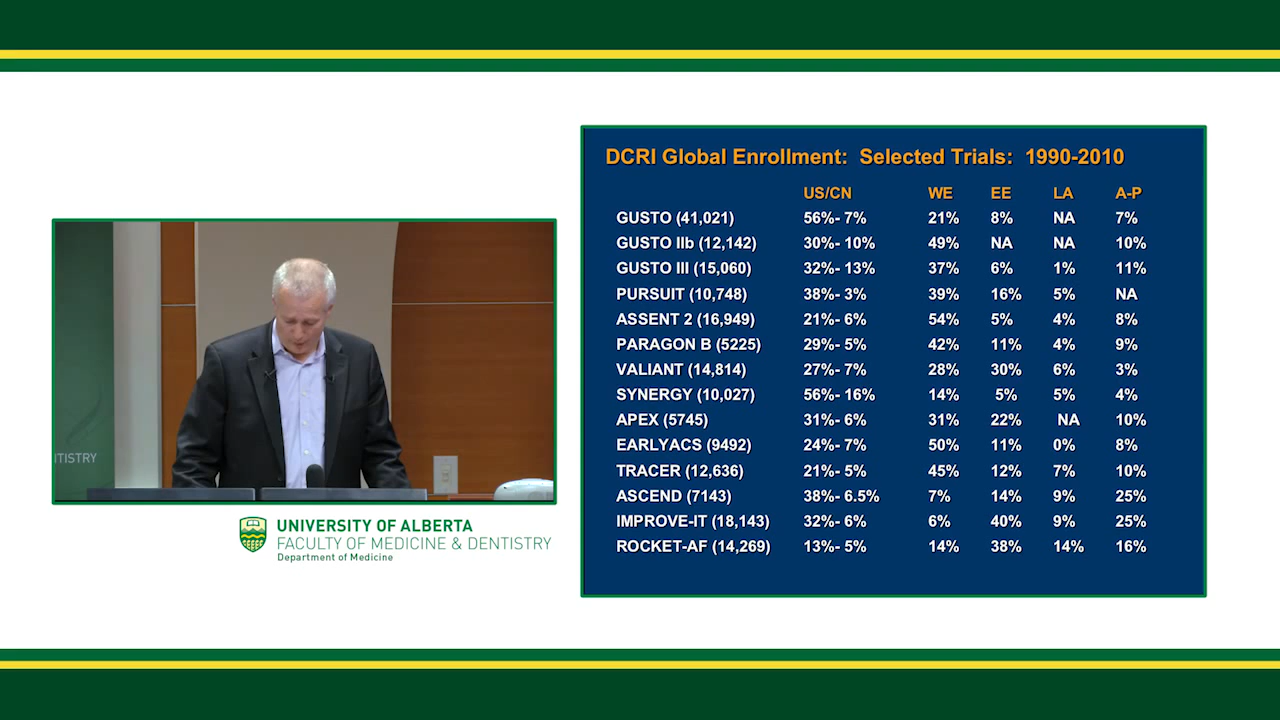 DCRI Global Enrollment: Selected Trials: 1990-2010
US/CN WE EE LA A-P
GUSTO (41,021) 56%- 7% 21% 8% NA 7%
GUSTO IIb (12,142) 30%- 10% 49% NA NA 10%
GUSTO III (15,060) 32%- 13% 37% 6% 1% 11%
PURSUIT (10,748) 38%- 3% 39% 16% 5% NA
ASSENT 2 (16,949) 21%- 6% 54% 5% 4% 8%
PARAGON B (5225) 29%- 5% 42% 11% 4% 9%
VALIANT (14,814) 27%- 7% 28% 30% 6% 3%
SYNERGY (10,027) 56%- 16% 14% 5% 5% 4%
APEX (5745) 31%- 6% 31% 22% NA 10%
EARLYACS (9492) 24%- 7% 50% 11% 0% 8%
TRACER (12,636) 21%- 5% 45% 12% 7% 10%
ASCEND (7143) 38%- 6.5% 7% 14% 9% 25%
IMPROVE-IT (18,143) 32%- 6% 6% 40% 9% 25%
ROCKET-AF (14,269) 13%- 5% 14% 38% 14% 16%
TISTRY
UNIVERSITY OF ALBERTA
FACULTY OF MEDICINE & DENTISTRY
Department of Medicine